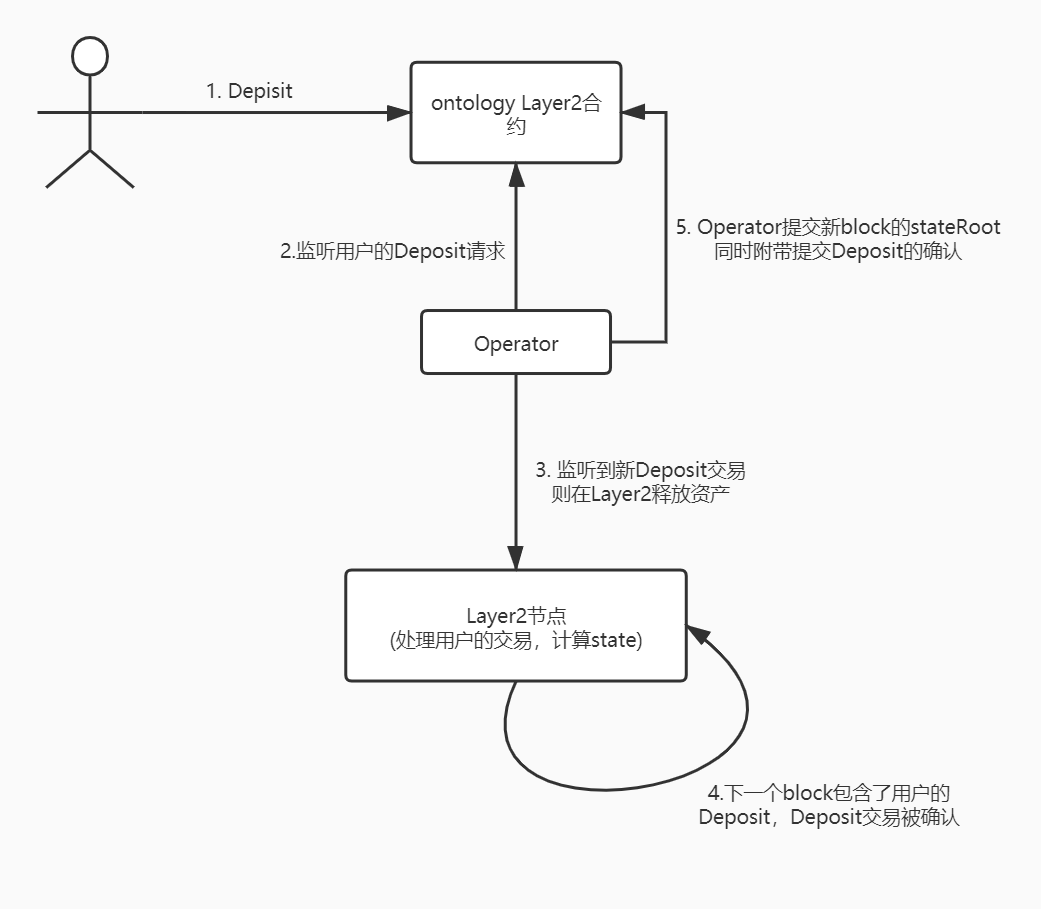 1. Depisit
ontology Layer2合
约
2.监听用户的Deposit请求
5. Operator提交新block的stateRoot
同时附带提交Deposit的确认
Operator
3. 监听到新Deposit交易
则在Layer2释放资产
Layer2节点
(处理用户的交易，计算state)
4.下一个block包含了用户的
Deposit，Deposit交易被确认